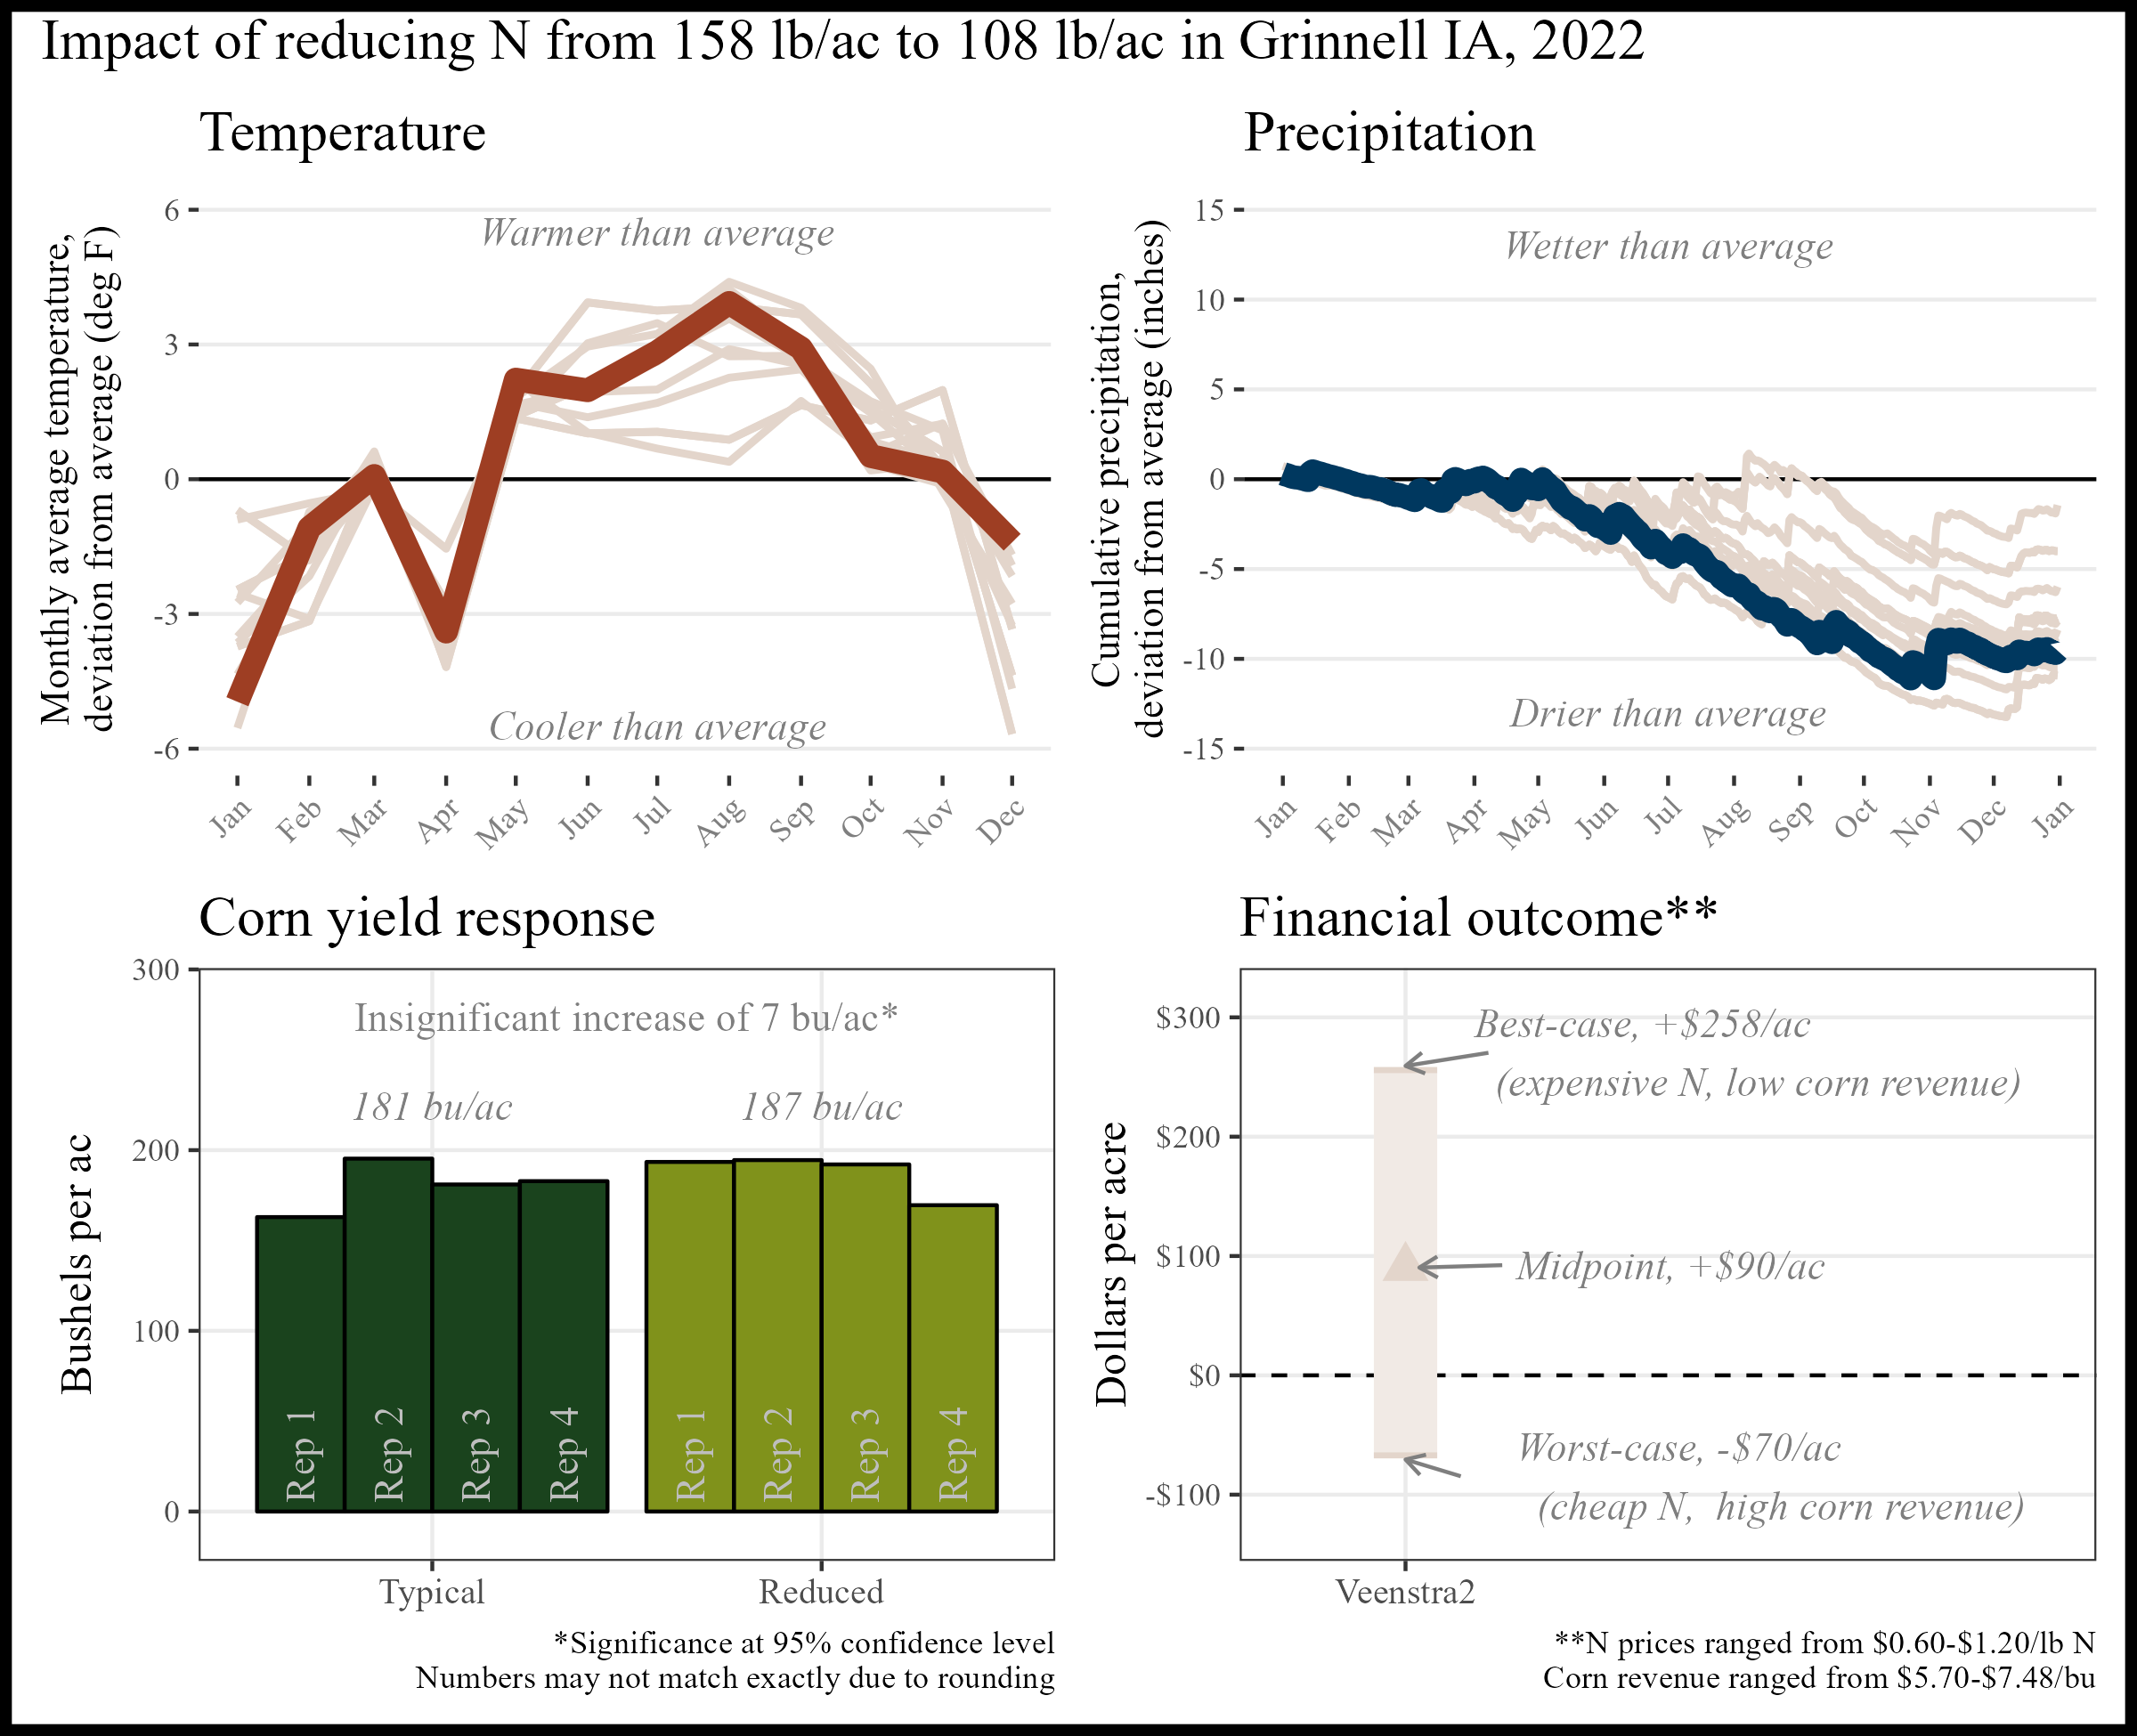 Impact of reducing N from 158 lb/ac to 108 lb/ac in Grinnell IA, 2022
Temperature
Monthly average temperature,
deviation from average (deg F)
6
3
0
-3
-6
Warmer than average
Cooler than average
Jan
Feb
Mar
Apr
May
Jun
Jul
Aug
Sep
Oct
Nov
Dec
Precipitation
Cumulative precipitation,
deviation from average (inches)
15
10
5
0
-5
-10
-15
Wetter than average
Drier than average
Jan
Feb
Mar
Apr
May
Jun
Jul
Aug
Sep
Oct
Nov
Dec
Jan
Corn yield response
Bushels per ac
300
200
100
0
Insignificant increase of 7 bu/ac*
181 bu/ac
187 bu/ac
Rep 1
Rep 2
Rep 3
Rep 4
Rep 1
Rep 2
Rep 3
Rep 4
Typical
Reduced
*Significance at 95% confidence level
Numbers may not match exactly due to rounding
Financial outcome**
Dollars per acre
$300
$200
$100
$0
-$100
Best-case, +$258/ac
(expensive N, low corn revenue)
Midpoint, +$90/ac
Worst-case, -$70/ac
(cheap N,  high corn revenue)
Veenstra2
**N prices ranged from $0.60-$1.20/lb N
Corn revenue ranged from $5.70-$7.48/bu